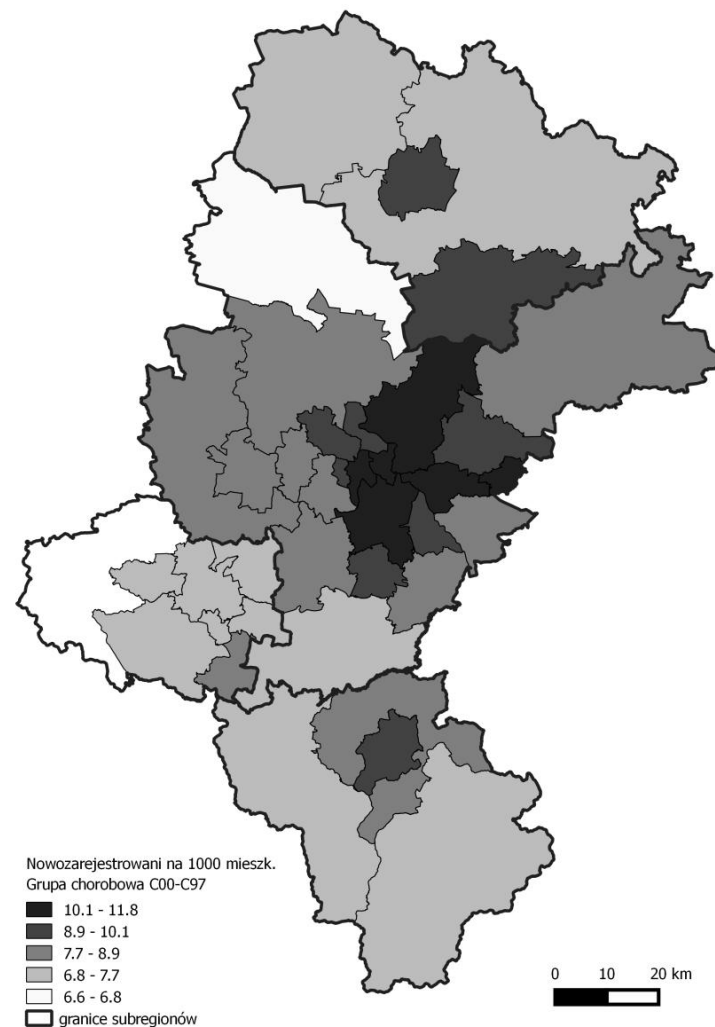 Nowozarejestrowani na 1000 mieszk.
Grupa chorobowa C00-C97
10.1 - 11.8
8.9 - 10.1
7.7 - 8.9
6.8 - 7.7
6.6 - 6.8
granice subregionów
0 10 20 km